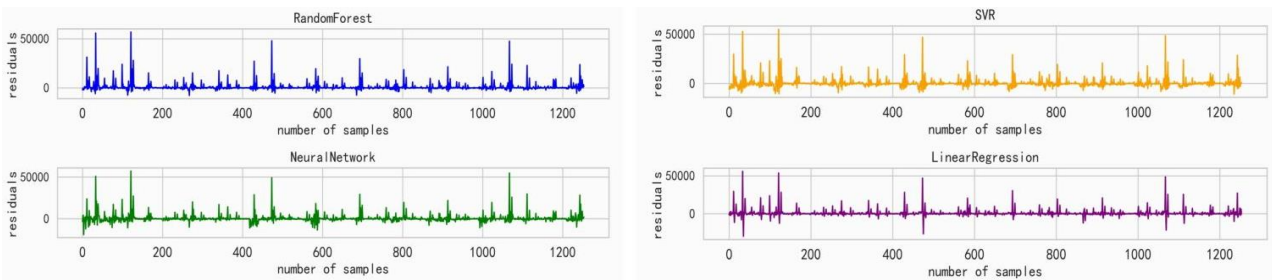 RandomForest
50000
0
residuals
0 200 400 600 800 1000 1200
number of samples
NeuralNetwork
50000
0
residuals
0 200 400 600 800 1000 1200
number of samples
SVR
50000
0
residuals
0 200 400 600 800 1000 1200
number of samples
LinearRegression
50000
0
residuals
0 200 400 600 800 1000 1200
number of samples